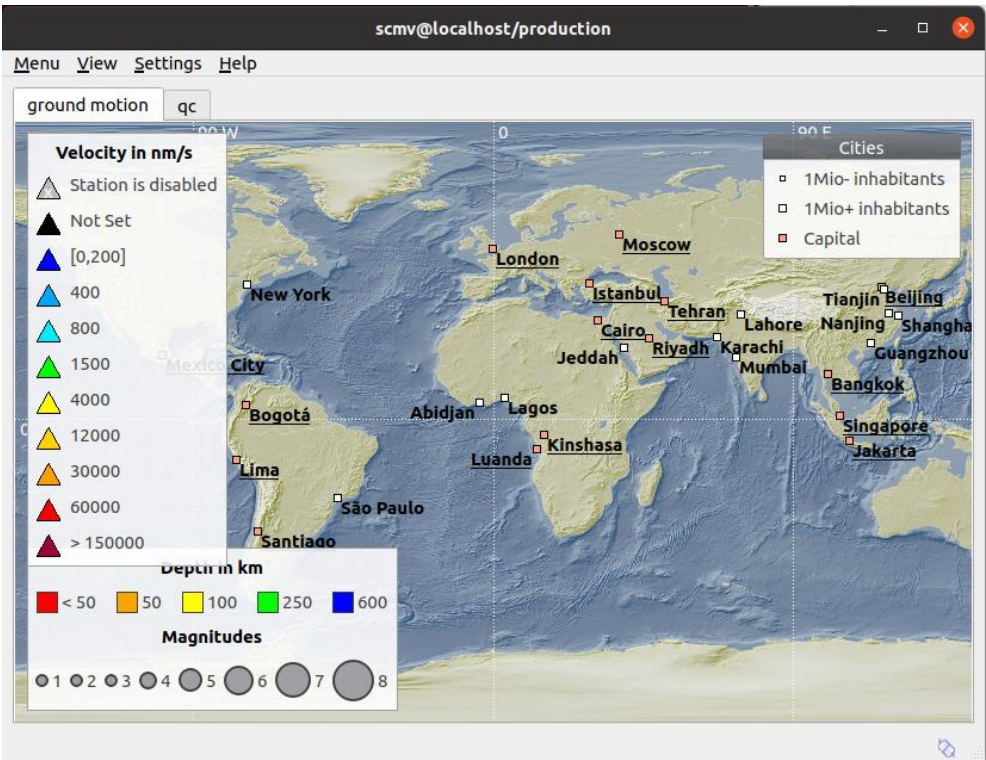 scmv@localhost/production
Menu View Settings Help
ground motion qc
90 W
0
90 E
Velocity in nm/s
Station is disabled
Not Set
[0,200]
400
800
1500
4000
12000
30000
60000
> 150000
Cities
1Mio- inhabitants
1Mio+ inhabitants
Capital
Moscow
London
New York
Istanbul
Tehran
Tianjin Beijing
Cairo
Lahore
Nanjing
Shangha
Jeddah
Riyadh
Karachi
Mumbai
Guangzhou
Mexico City
Bangkok
Bogotá
Abidjan
Lagos
Singapore
Kinshasa
Luanda
Jakarta
Lima
São Paulo
Santiago
Depth in km
< 50 50 100 250 600
Magnitudes
1 2 3 4 5 6 7 8